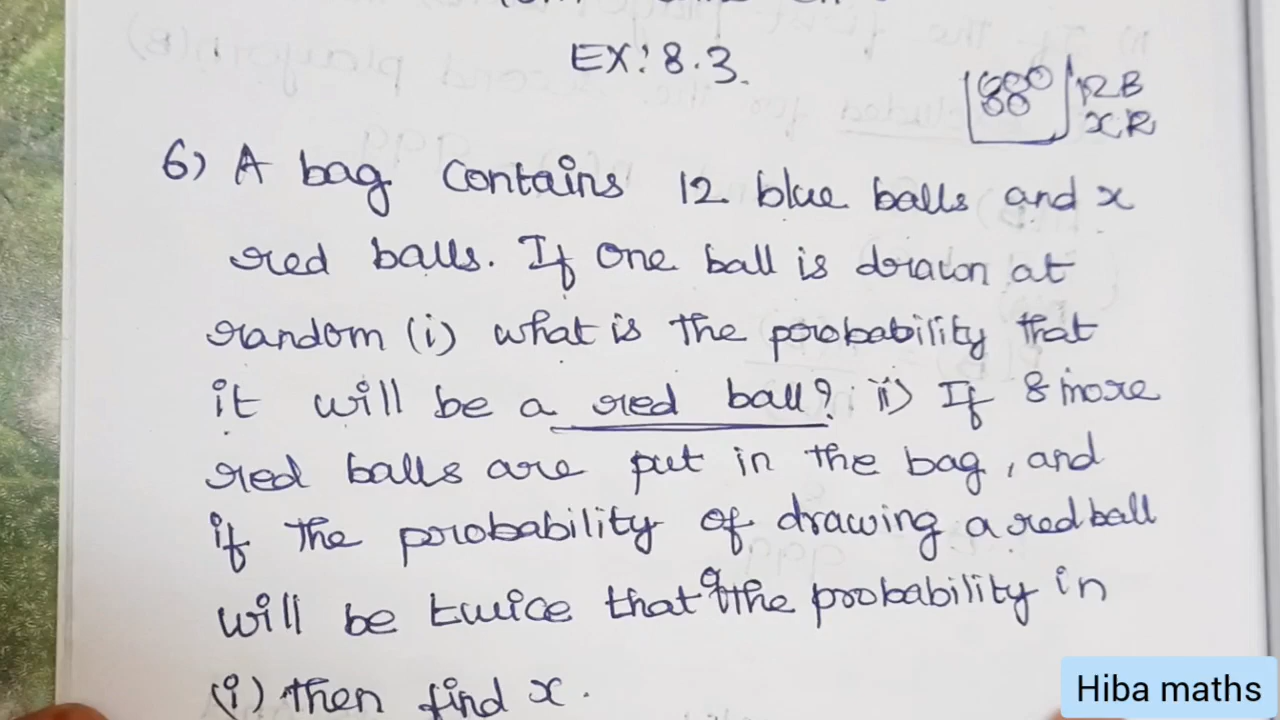 EX: 8.3.
12B
xR
6) A bag contains 12 blue balls and x
red balls. If one ball is drawn at
random (i) what is the probability that
it will be a red ball? ii) If 8 more
red balls are put in the bag, and
if the probability of drawing a red ball
will be twice that of the probability in
(i) then find x.
Hiba maths